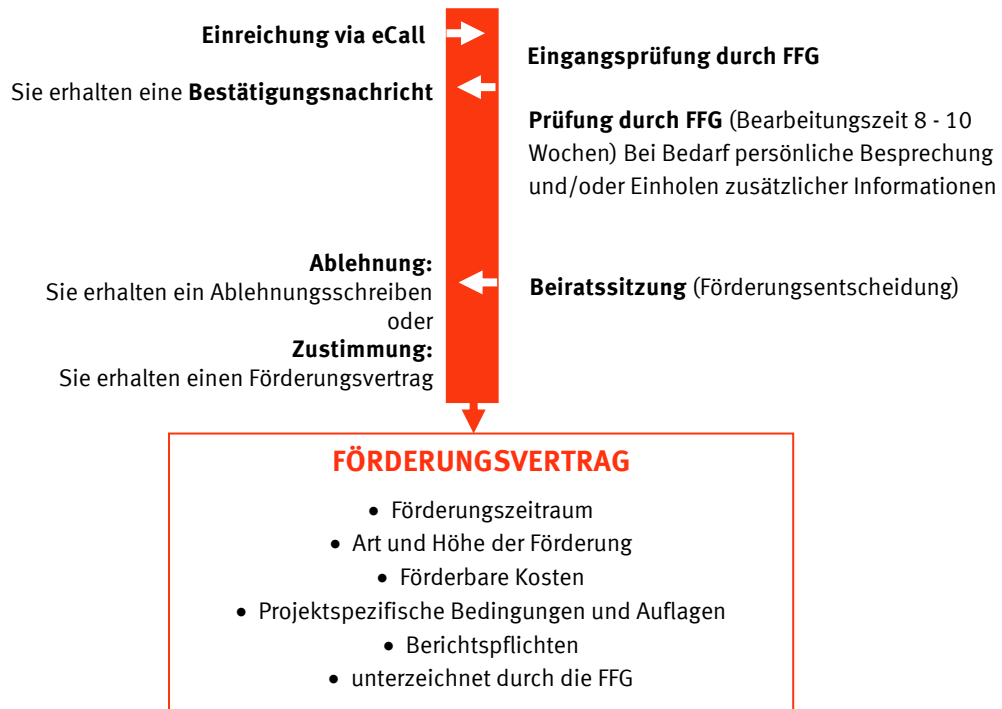 Einreichung via eCall
Eingangsprüfung durch FFG
Sie erhalten eine Bestätigungsnachricht
Prüfung durch FFG (Bearbeitungszeit 8 - 10
Wochen) Bei Bedarf persönliche Besprechung
und/oder Einholen zusätzlicher Informationen
Ablehnung:
Sie erhalten ein Ablehnungsschreiben
oder
Zustimmung:
Sie erhalten einen Förderungsvertrag
Beiratssitzung (Förderungsentscheidung)
FÖRDERUNGSVERTRAG
• Förderungszeitraum
• Art und Höhe der Förderung
• Förderbare Kosten
• Projektspezifische Bedingungen und Auflagen
• Berichtspflichten
• unterzeichnet durch die FFG